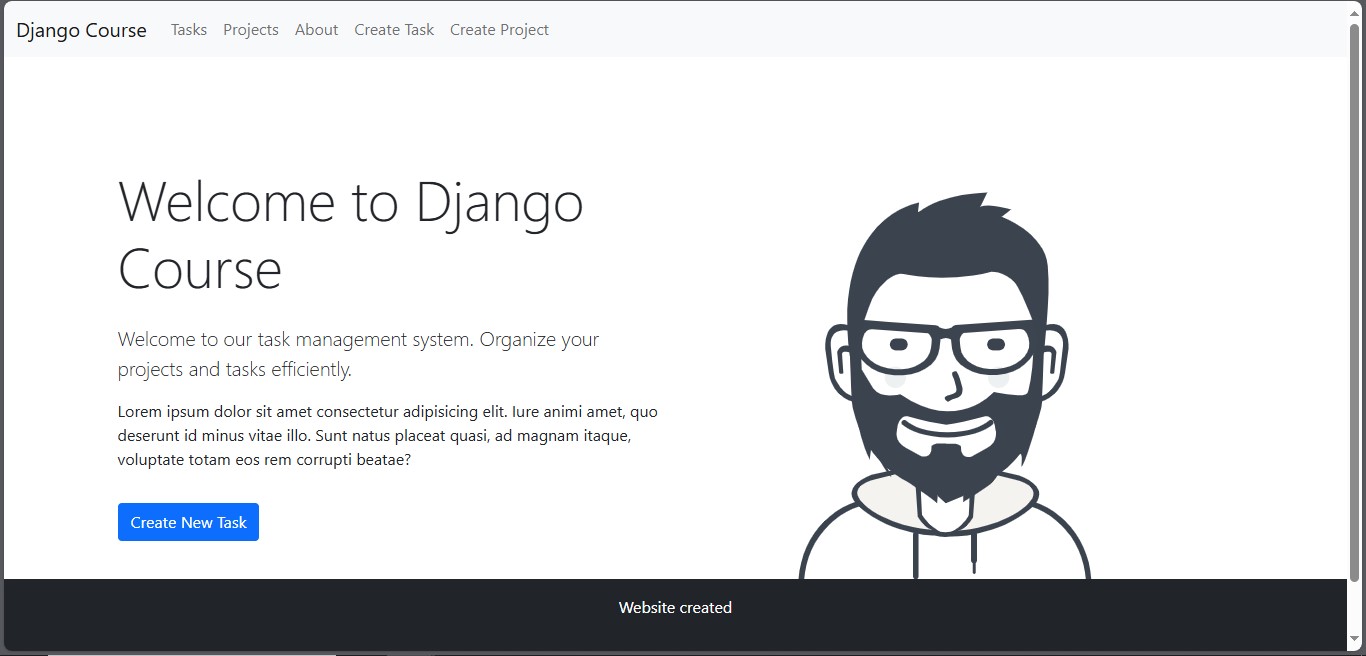 Django Course Tasks Projects About Create Task Create Project
Welcome to Django
Course
Welcome to our task management system. Organize your
projects and tasks efficiently.
Lorem ipsum dolor sit amet consectetur adipisicing elit. Iure animi amet, quo
deserunt id minus vitae illo. Sunt natus placeat quasi, ad magnam itaque,
voluptate totam eos rem corrupti beatae?
Create New Task
Website created